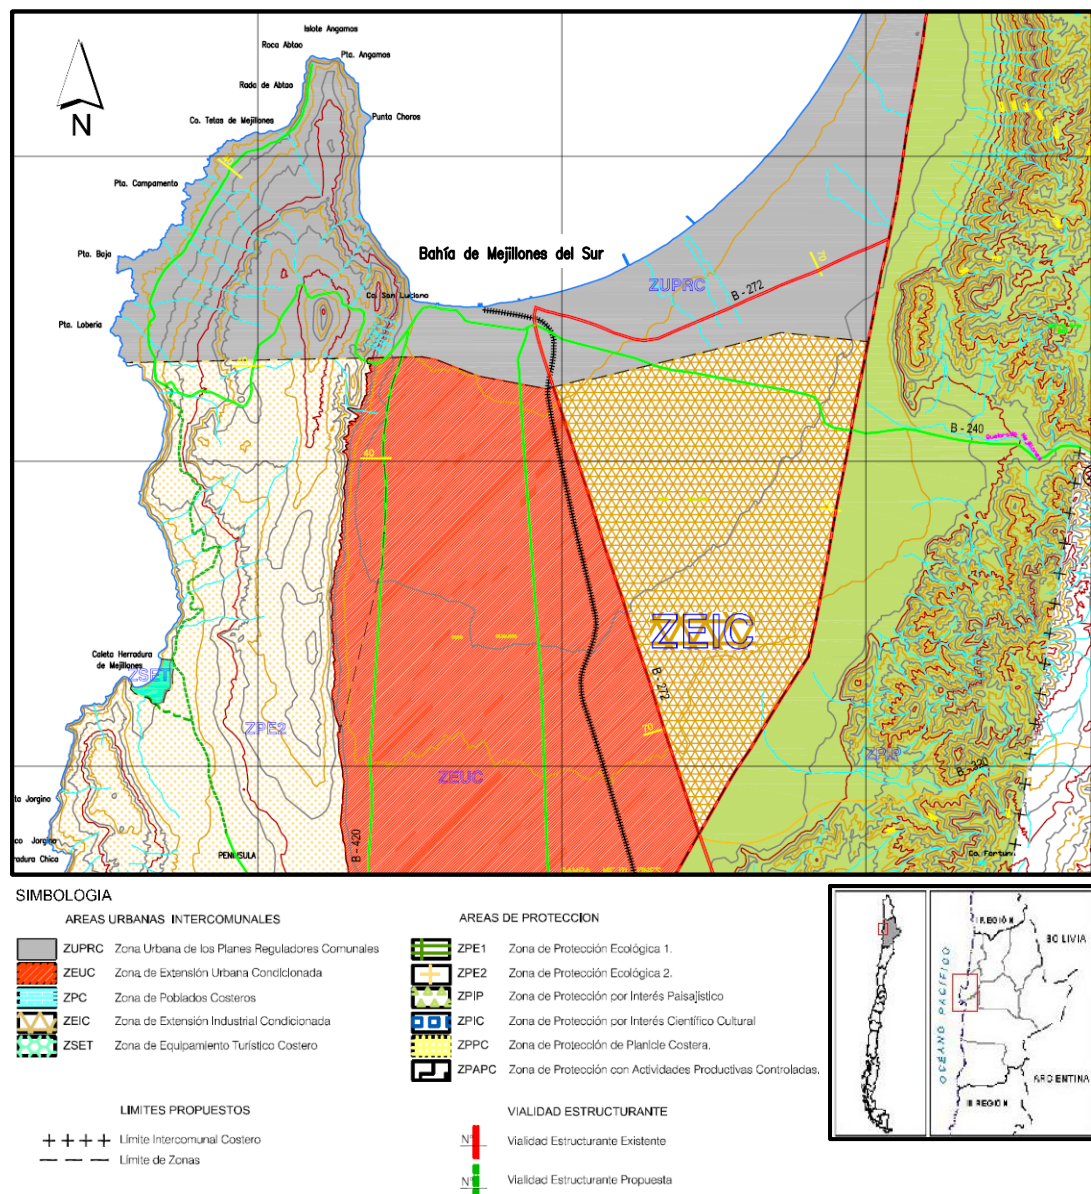 Islote Angamos
Roca Abtao
Pta. Angamos
Rada de Abtao
Co. Tetas de Mejillones
Punta Choros
N
Pta. Campamento
Bahía de Mejillones del Sur
Pta. Baja
ZUPRC
B - 272
70
Co. San Luciano
Pta. Lobería
40
B - 240
ZEIC
Caleta Herradura
de Mejillones
ZSET
B-272
70
ZPE2
ZEUC
ZPIP
B - 320
B - 420
PENINSULA
Co. Fortuna
SIMBOLOGIA
AREAS URBANAS INTERCOMUNALES
ZUPRC Zona Urbana de los Planes Reguladores Comunales
ZEUC Zona de Extensión Urbana Condicionada
ZPC Zona de Poblados Costeros
ZEIC Zona de Extensión Industrial Condicionada
ZSET Zona de Equipamiento Turístico Costero
LIMITES PROPUESTOS
Límite Intercomunal Costero
Límite de Zonas
AREAS DE PROTECCION
ZPE1 Zona de Protección Ecológica 1.
ZPE2 Zona de Protección Ecológica 2.
ZPIP Zona de Protección por Interés Paisajístico
ZPIC Zona de Protección por Interés Científico Cultural
ZPPC Zona de Protección de Planicie Costera.
ZPAPC Zona de Protección con Actividades Productivas Controladas.
VIALIDAD ESTRUCTURANTE
N° Vialidad Estructurante Existente
N° Vialidad Estructurante Propuesta
I REGIÓN
BOLIVIA
OCÉANO PACÍFICO
ARGENTINA
III REGIÓN